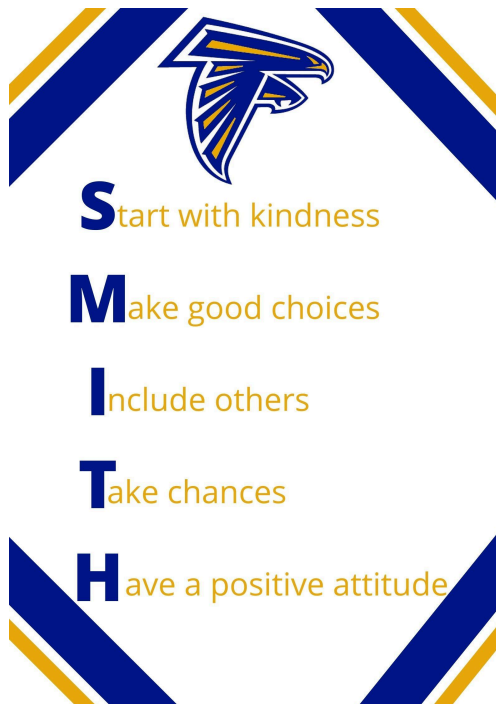 Start with kindness
Make good choices
Include others
Take chances
Have a positive attitude